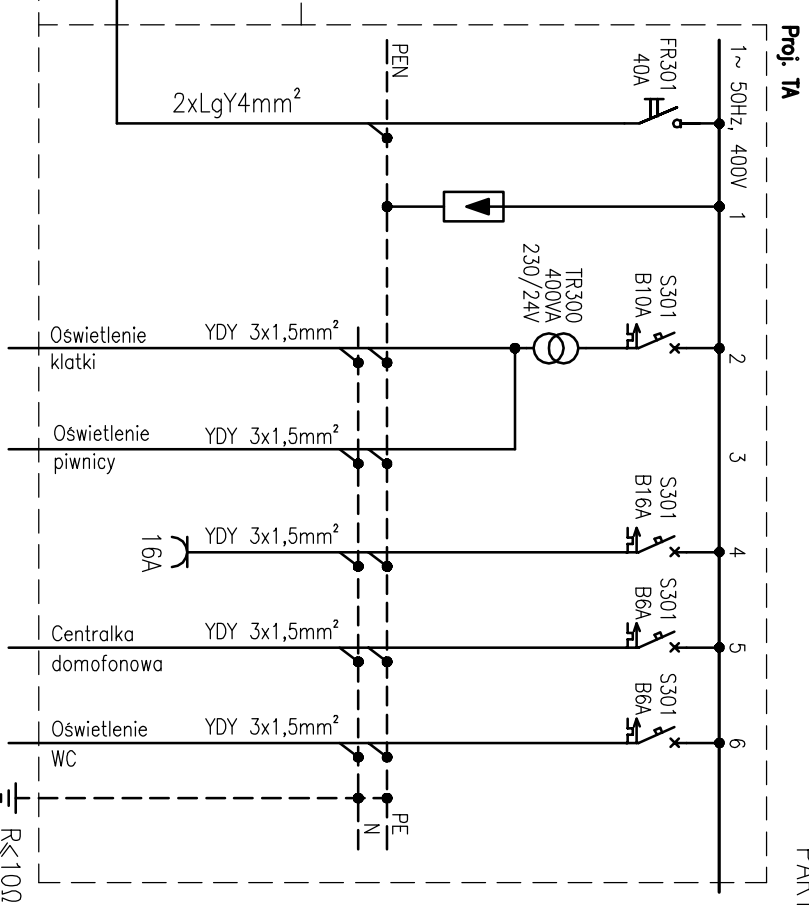 Proj. TA
1~ 50Hz, 400V
FR301
40A
PEN
2xLgY4mm²
1
TR300
400VA
230/24V
S301
B10A
2
Oświetlenie
klatki
YDY 3x1,5mm²
3
Oświetlenie
piwnicy
YDY 3x1,5mm²
S301
B16A
4
YDY 3x1,5mm²
16A
S301
B6A
5
Centralka
domofonowa
YDY 3x1,5mm²
S301
B6A
6
Oświetlenie
WC
YDY 3x1,5mm²
PE
N
R≤10Ω
PART